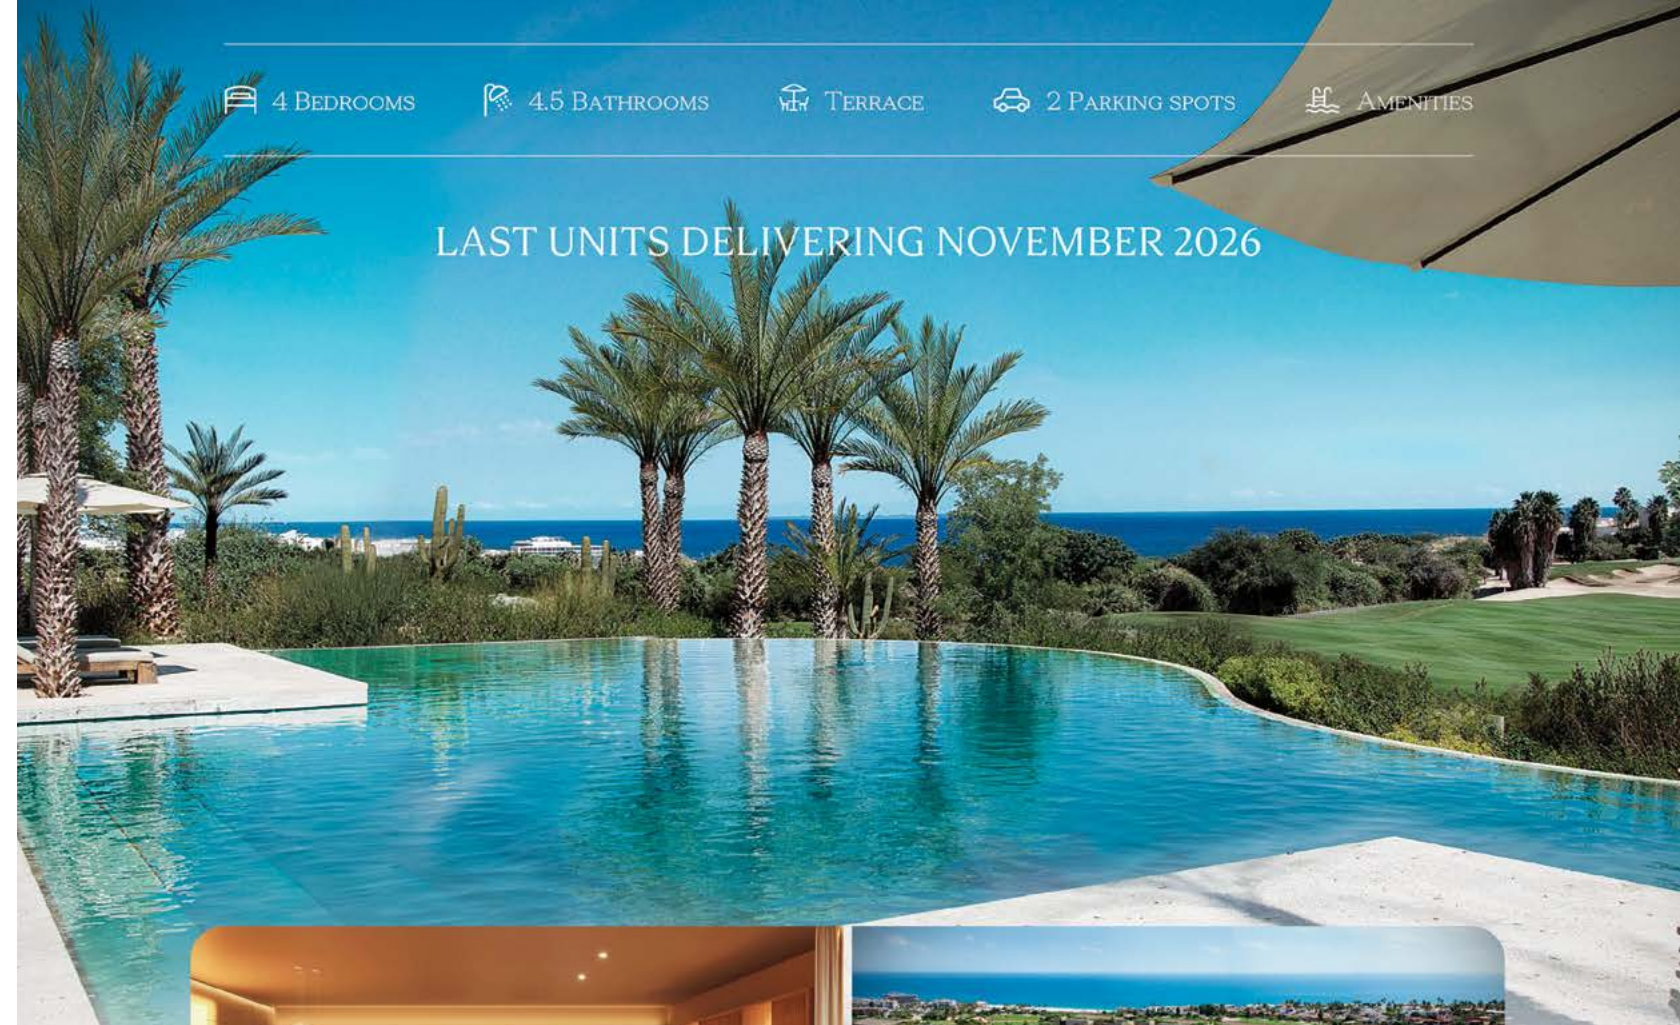 4 BEDROOMS
4.5 BATHROOMS
TERRACE
2 PARKING SPOTS
AMENITIES
LAST UNITS DELIVERING NOVEMBER 2026